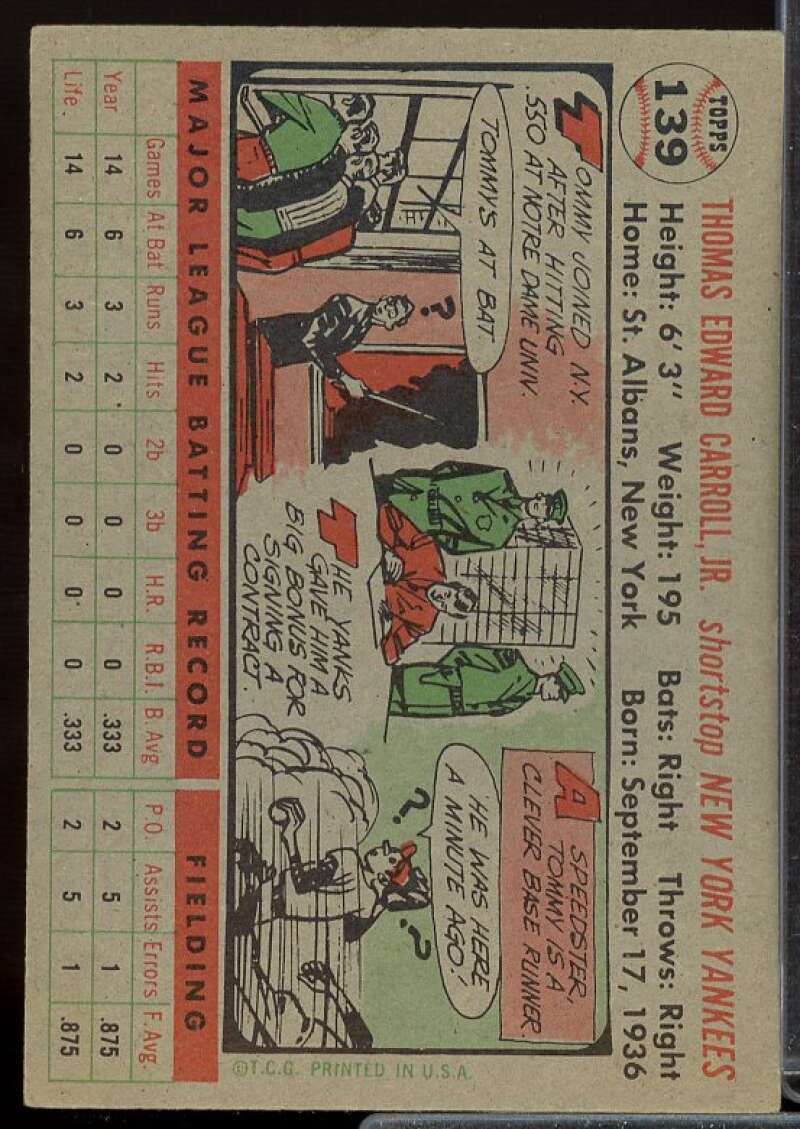 TOPPS
139
THOMAS EDWARD CARROLL, JR. shortstop NEW YORK YANKEES
Height: 6' 3" Weight: 195 Bats: Right Throws: Right
Home: St. Albans, New York Born: September 17, 1936
TOMMY JOINED N.Y.
AFTER HITTING
.550 AT NOTRE DAME UNIV.
TOMMY'S AT BAT.
?
THE YANKS
GAVE HIM A
BIG BONUS FOR
SIGNING A
CONTRACT.
A SPEEDSTER,
TOMMY IS A
CLEVER BASE RUNNER.
"HE WAS HERE
A MINUTE AGO!"
? ?
MAJOR LEAGUE BATTING RECORD FIELDING
Games At Bat Runs Hits 2b 3b H.R. R.B.I. B. Avg P.O. Assists Errors F. Avg.
Year 14 6 3 2 0 0 0 0 .333 2 5 1 .875
Life. 14 6 3 2 0 0 0 0 .333 2 5 1 .875
©T.C.G. PRINTED IN U.S.A.